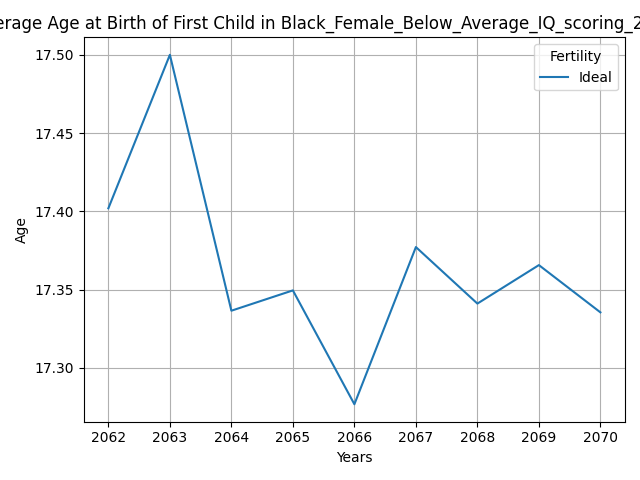 erage Age at Birth of First Child in Black_Female_Below_Average_IQ_scoring_2
Fertility
Ideal
17.50
17.45
17.40
17.35
17.30
Age
2062 2063 2064 2065 2066 2067 2068 2069 2070
Years